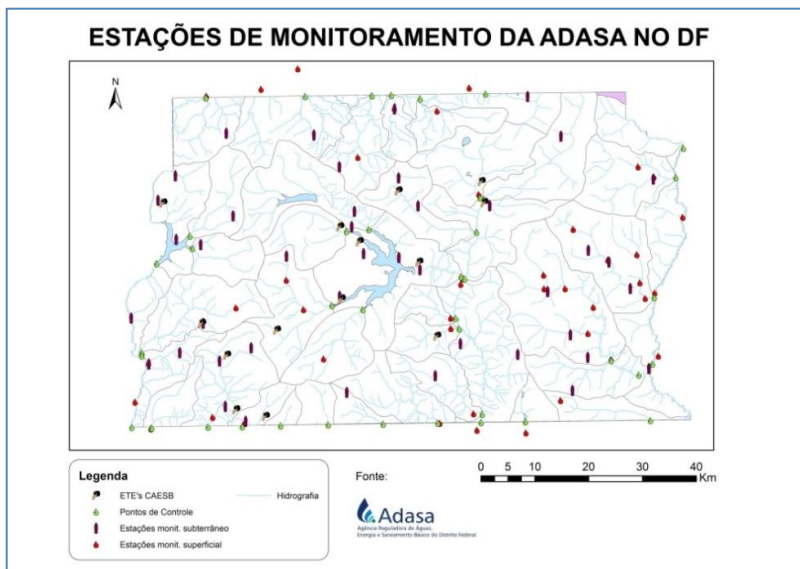 ESTAÇÕES DE MONITORAMENTO DA ADASA NO DF
N
Legenda
ETE's CAESB
Hidrografia
Pontos de Controle
Estações monit. subterrâneo
Estações monit. superficial
Fonte:
Adasa
Agência Reguladora de Águas,
Energia e Saneamento Básico do Distrito Federal
0 5 10 20 30 40
Km